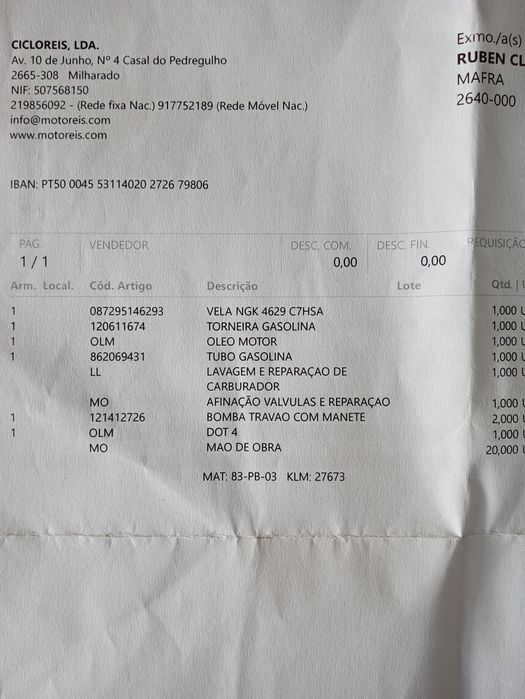 CICLOREIS, LDA.
Av. 10 de Junho, Nº 4 Casal do Pedregulho
2665-308 Milharado
NIF: 507568150
219856092 - (Rede fixa Nac.) 917752189 (Rede Móvel Nac.)
info@motoreis.com
www.motoreis.com
Exmo./a(s)
RUBEN CL
MAFRA
2640-000
IBAN: PT50 0045 53114020 2726 79806
PÁG VENDEDOR DESC. COM. DESC. FIN. REQUISIÇÃO
1 / 1 0,00 0,00
Arm. Local. Cód. Artigo Descrição Lote Qtd. | U
1 087295146293 VELA NGK 4629 C7HSA 1,000 U
1 120611674 TORNEIRA GASOLINA 1,000 U
1 OLM OLEO MOTOR 1,000 U
1 862069431 TUBO GASOLINA 1,000 U
LL LAVAGEM E REPARAÇAO DE 1,000 U
CARBURADOR
MO AFINAÇÃO VALVULAS E REPARAÇAO 1,000 U
1 121412726 BOMBA TRAVAO COM MANETE 2,000 U
1 OLM DOT 4 1,000 U
MO MAO DE OBRA 20,000 U
MAT: 83-PB-03 KLM: 27673